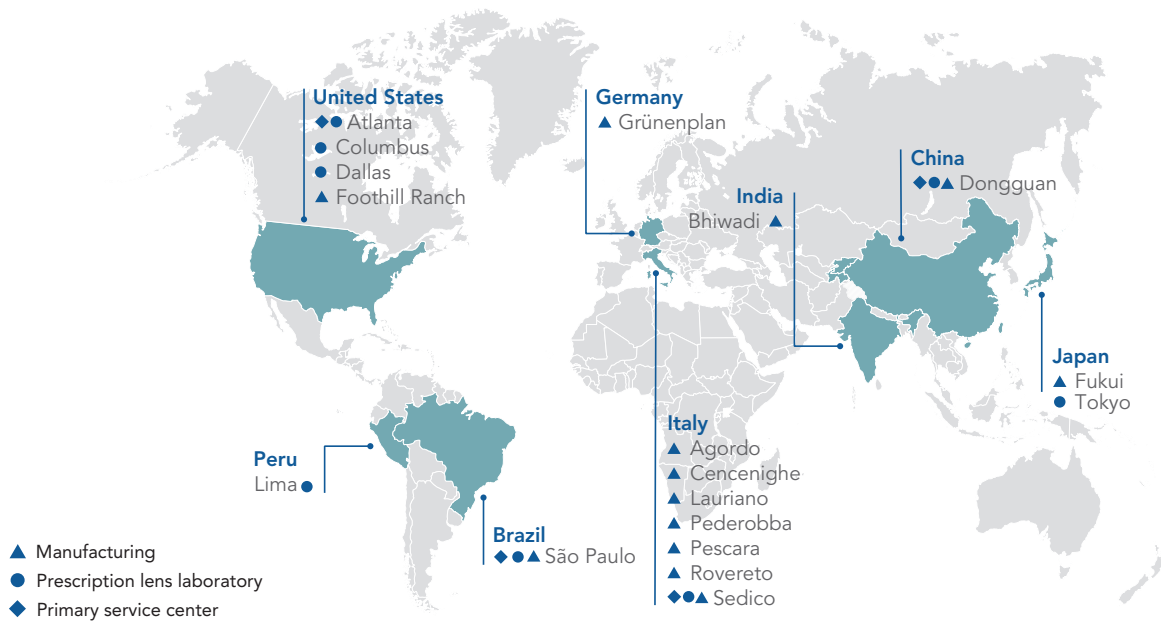 United States
Atlanta
Columbus
Dallas
Foothill Ranch
Germany
Grünenplan
China
Dongguan
India
Bhiwadi
Japan
Fukui
Tokyo
Italy
Agordo
Cencenighe
Lauriano
Pederobba
Pescara
Rovereto
Sedico
Peru
Lima
Brazil
São Paulo
Manufacturing
Prescription lens laboratory
Primary service center